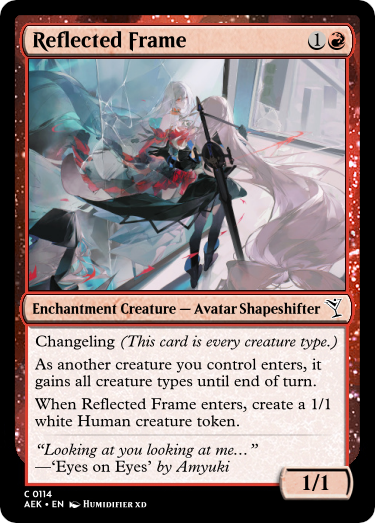 Reflected Frame 1
Enchantment Creature — Avatar Shapeshifter
Changeling (This card is every creature type.)
As another creature you control enters, it
gains all creature types until end of turn.
When Reflected Frame enters, create a 1/1
white Human creature token.
“Looking at you looking at me…”
—‘Eyes on Eyes’ by Amyuki
1/1
C 0114
AEK • EN Humidifier XD